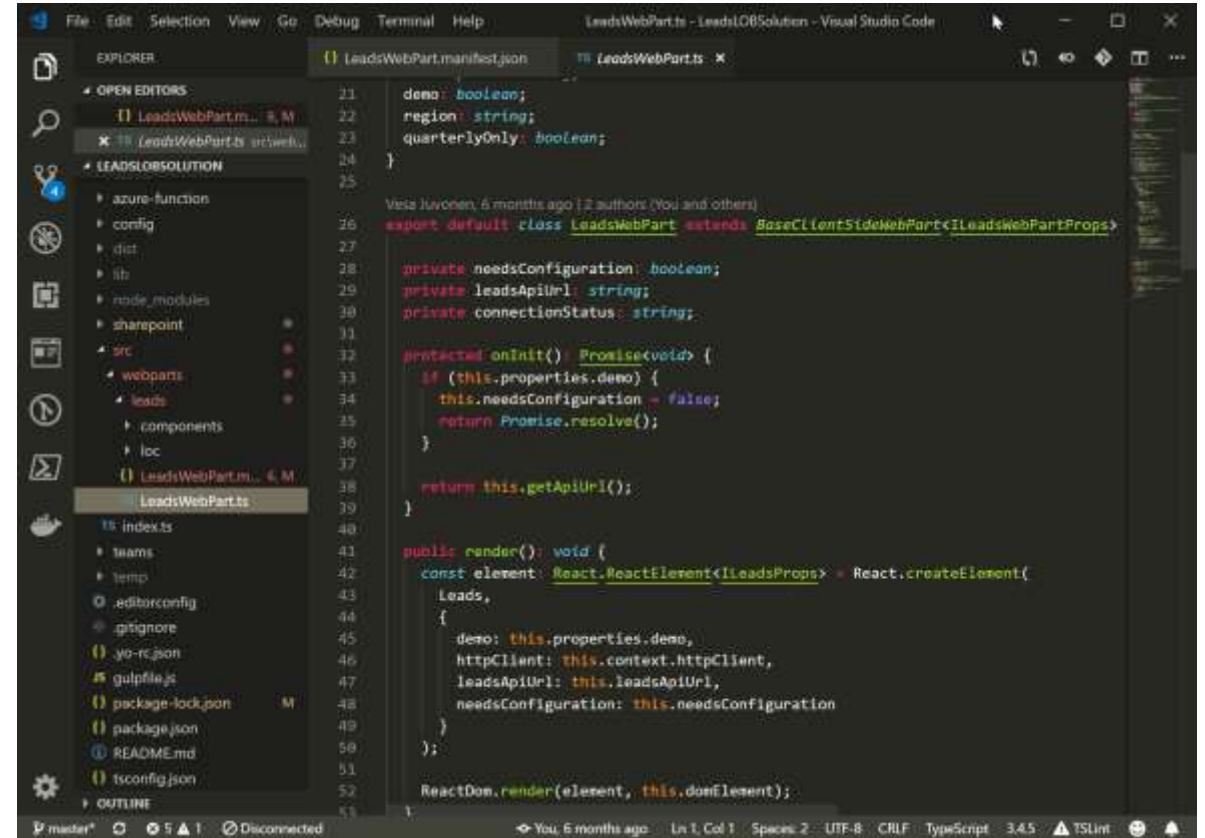 File Edit Selection View Go Debug Terminal Help
LeadsWebPart.ts - LeadsLOBSolution - Visual Studio Code
EXPLORER
OPEN EDITORS
{} LeadsWebPart.m... 6, M
TS LeadsWebPart.ts src\web...
LEADSLOBSOLUTION
azure-function
config
dist
lib
node_modules
sharepoint
src
webparts
leads
components
loc
{} LeadsWebPart.m... 6, M
LeadsWebPart.ts
TS index.ts
teams
temp
.editorconfig
.gitignore
{} .yo-rc.json
JS gulpfile.js
{} package-lock.json M
{} package.json
README.md
{} tsconfig.json
OUTLINE
4
{} LeadsWebPart.manifest.json
TS LeadsWebPart.ts
21 demo: boolean;
22 region: string;
23 quarterlyOnly: boolean;
24 }
25
Vesa Juvonen, 6 months ago | 2 authors (You and others)
26 export default class LeadsWebPart extends BaseClientSideWebPart<ILeadsWebPartProps>
27
28 private needsConfiguration: boolean;
29 private leadsApiUrl: string;
30 private connectionStatus: string;
31
32 protected onInit(): Promise<void> {
33 if (this.properties.demo) {
34 this.needsConfiguration = false;
35 return Promise.resolve();
36 }
37
38 return this.getApiUrl();
39 }
40
41 public render(): void {
42 const element: React.ReactElement<ILeadsProps> = React.createElement(
43 Leads,
44 {
45 demo: this.properties.demo,
46 httpClient: this.context.httpClient,
47 leadsApiUrl: this.leadsApiUrl,
48 needsConfiguration: this.needsConfiguration
49 }
50 );
51
52 ReactDom.render(element, this.domElement);
53 }
master* 5 1 Disconnected
You, 6 months ago Ln 1, Col 1 Spaces: 2 UTF-8 CRLF TypeScript 3.4.5 TSLint